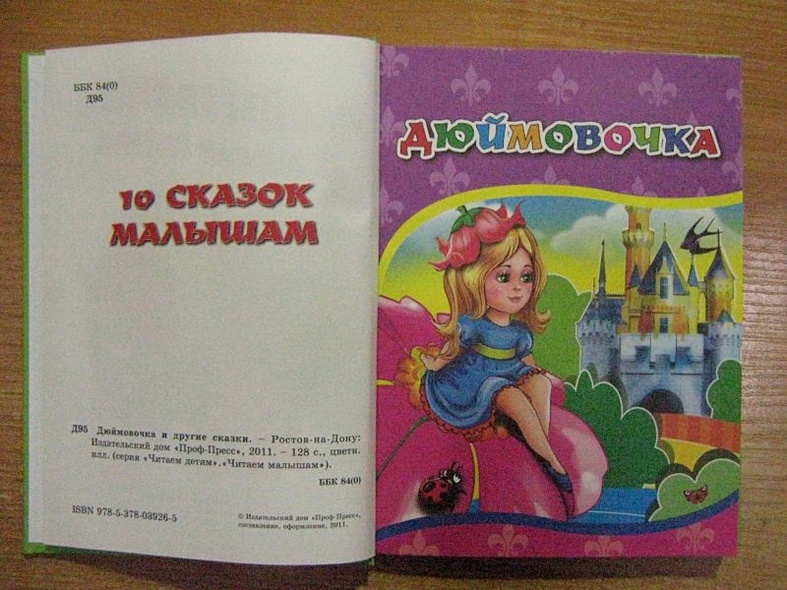 ББК 84(0)
Д95
10 СКАЗОК
МАЛЫШАМ
Д95 Дюймовочка и другие сказки. – Ростов-на-Дону:
Издательский дом «Проф-Пресс», 2011. – 128 с., цветн.
илл. (серия «Читаем детям».«Читаем малышам»).
ББК 84(0)
ISBN 978-5-378-03926-5
© Издательский дом «Проф-Пресс»,
составление, оформление, 2011.
ДЮЙМОВОЧКА